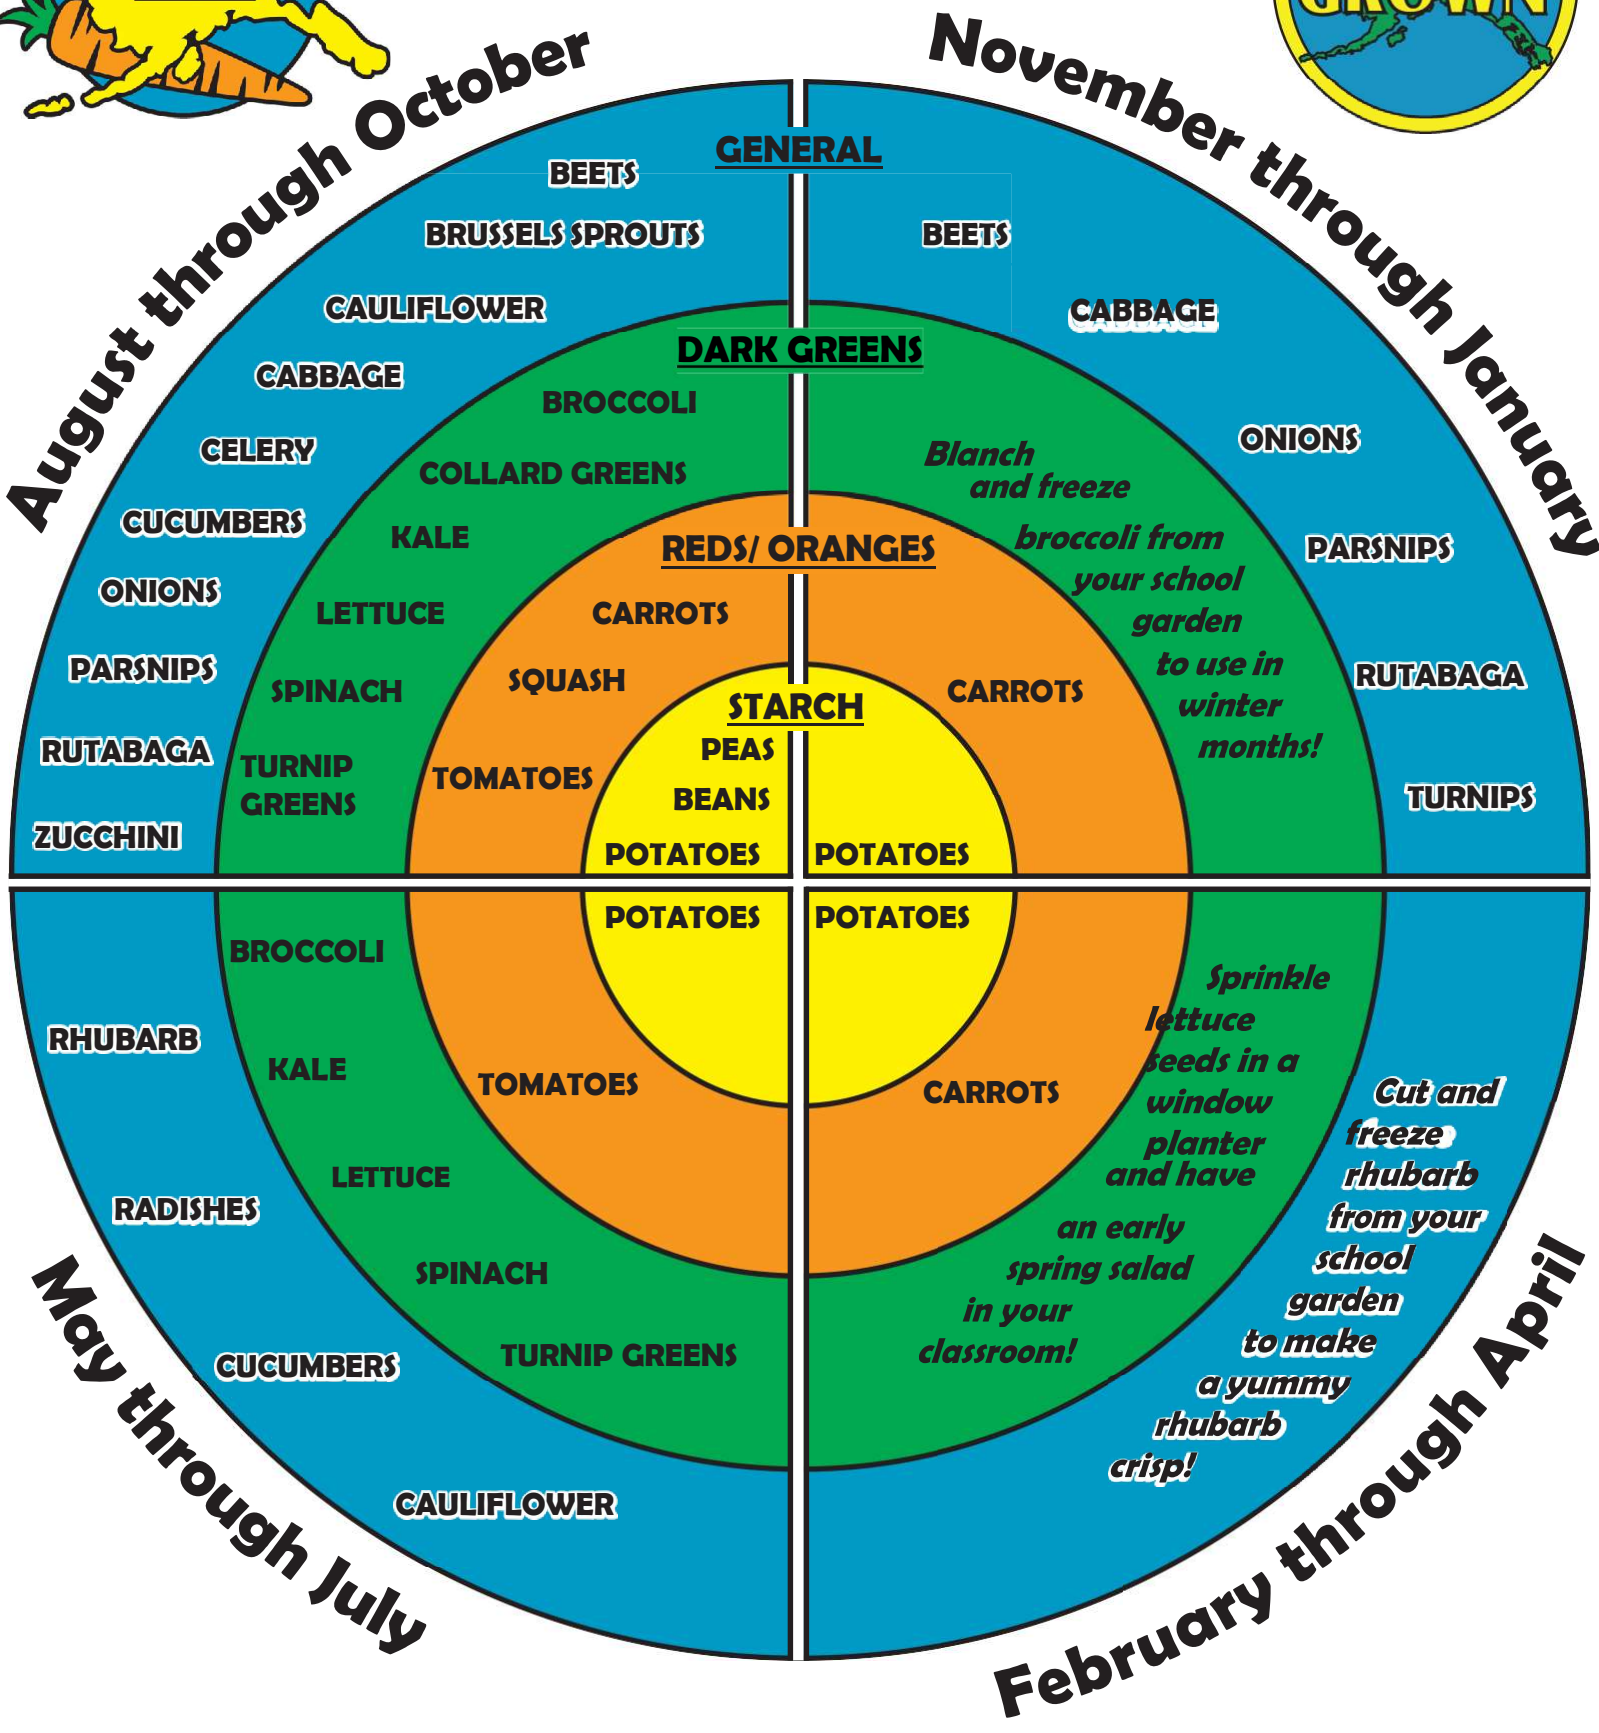 GROWN
August through October
November through January
GENERAL
BEETS
BRUSSELS SPROUTS
CAULIFLOWER
CABBAGE
CELERY
CUCUMBERS
ONIONS
PARSNIPS
RUTABAGA
ZUCCHINI
BEETS
CABBAGE
ONIONS
PARSNIPS
RUTABAGA
TURNIPS
DARK GREENS
BROCCOLI
COLLARD GREENS
KALE
LETTUCE
SPINACH
TURNIP
GREENS
Blanch
and freeze
broccoli from
your school
garden
to use in
winter
months!
REDS/ ORANGES
CARROTS
SQUASH
TOMATOES
CARROTS
STARCH
PEAS
BEANS
POTATOES
POTATOES
POTATOES
POTATOES
BROCCOLI
KALE
LETTUCE
SPINACH
TURNIP GREENS
TOMATOES
CARROTS
RHUBARB
RADISHES
CUCUMBERS
CAULIFLOWER
Sprinkle
lettuce
seeds in a
window
planter
and have
an early
spring salad
in your
classroom!
Cut and
freeze
rhubarb
from your
school
garden
to make
a yummy
rhubarb
crisp!
May through July
February through April